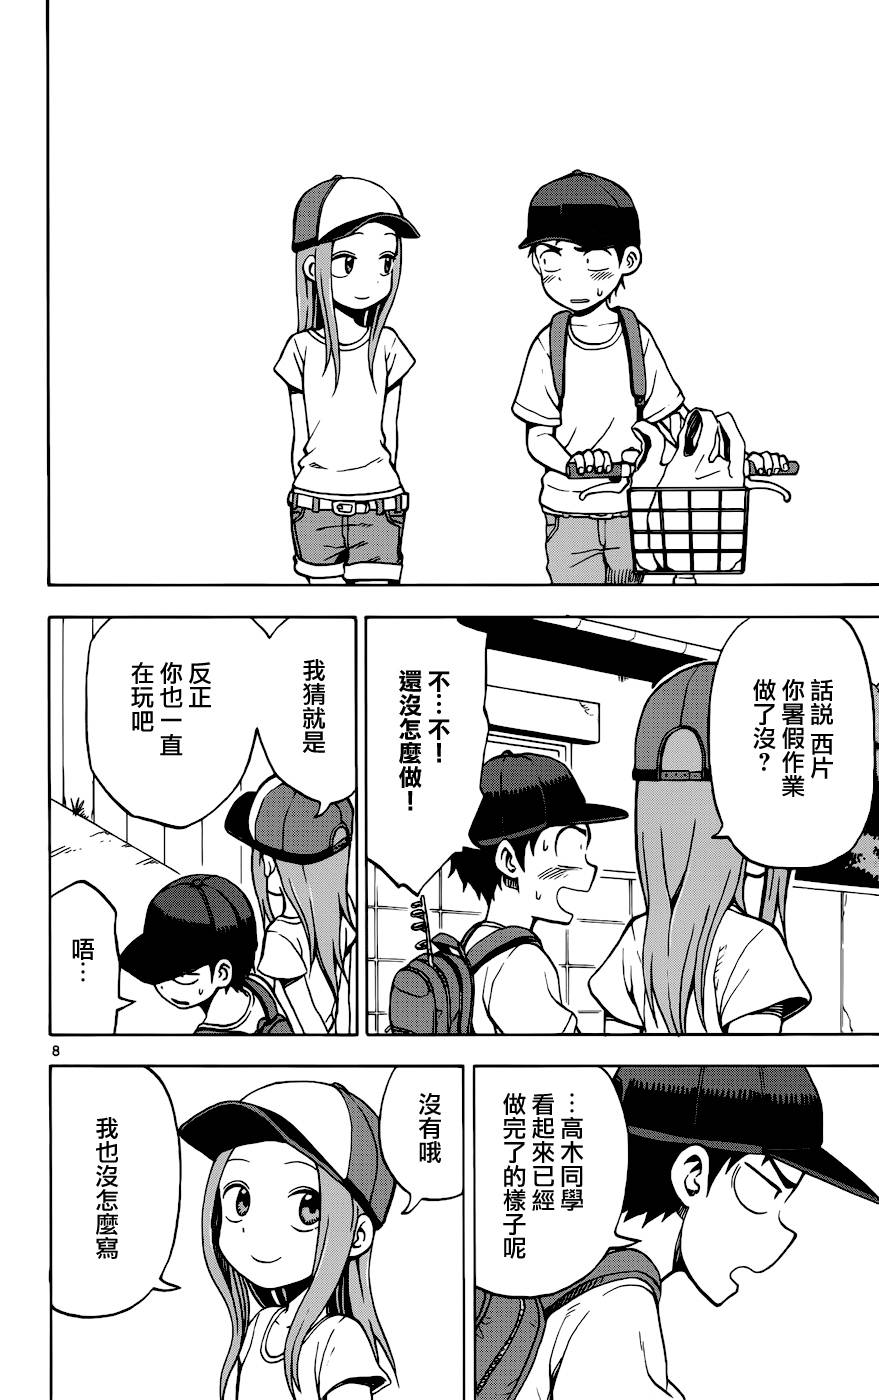 話說 西片
你暑假作業
做了沒？
不…不！
還沒怎麼做！
我猜就是
反正
你也一直
在玩吧
唔…
8
…高木同學
看起來已經
做完了的樣子呢
沒有哦
我也沒怎麼寫